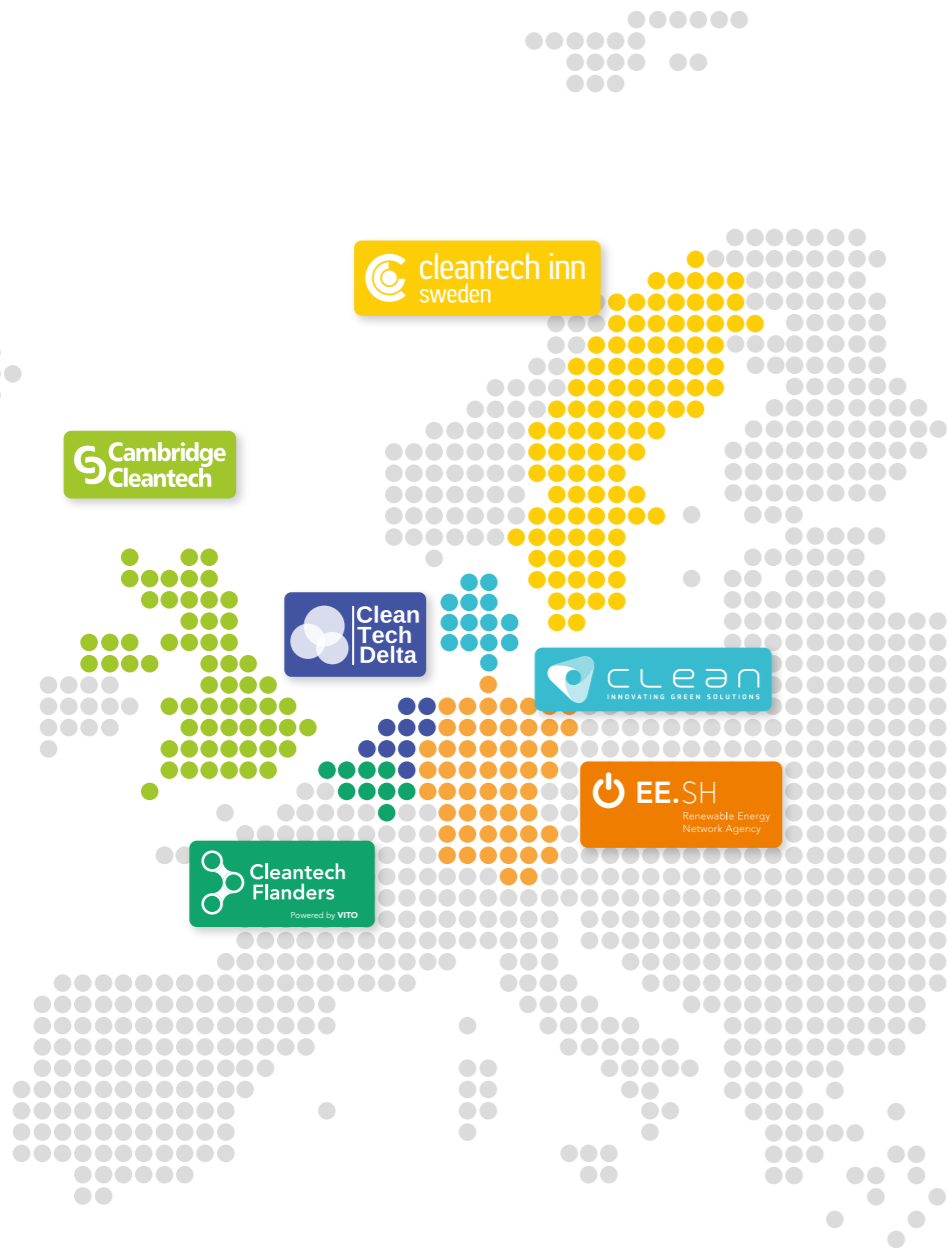 cleantech inn
sweden
Cambridge
Cleantech
Clean
Tech
Delta
CLEAN
INNOVATING GREEN SOLUTIONS
EE.SH
Renewable Energy
Network Agency
Cleantech
Flanders
Powered by VITO